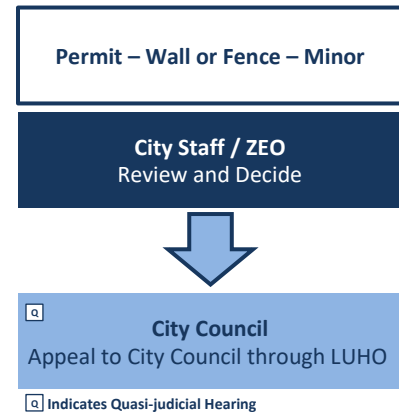 Permit – Wall or Fence – Minor
City Staff / ZEO
Review and Decide
Q
City Council
Appeal to City Council through LUHO
Q Indicates Quasi-judicial Hearing